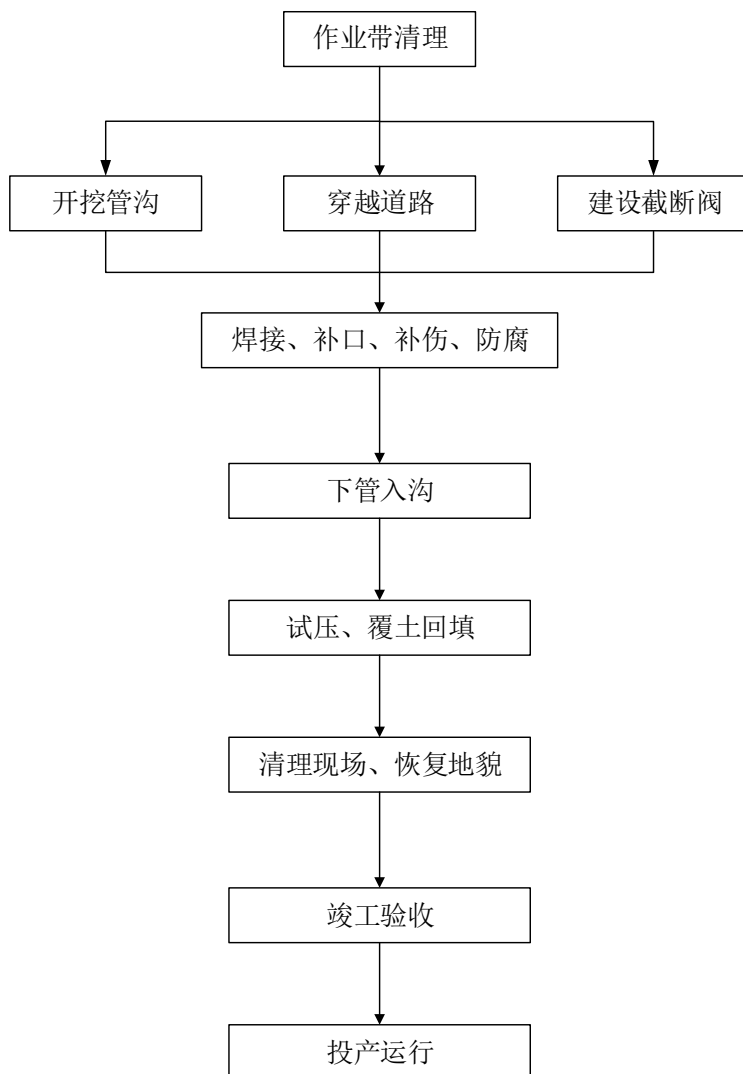 作业带清理
开挖管沟
穿越道路
建设截断阀
焊接、补口、补伤、防腐
下管入沟
试压、覆土回填
清理现场、恢复地貌
竣工验收
投产运行